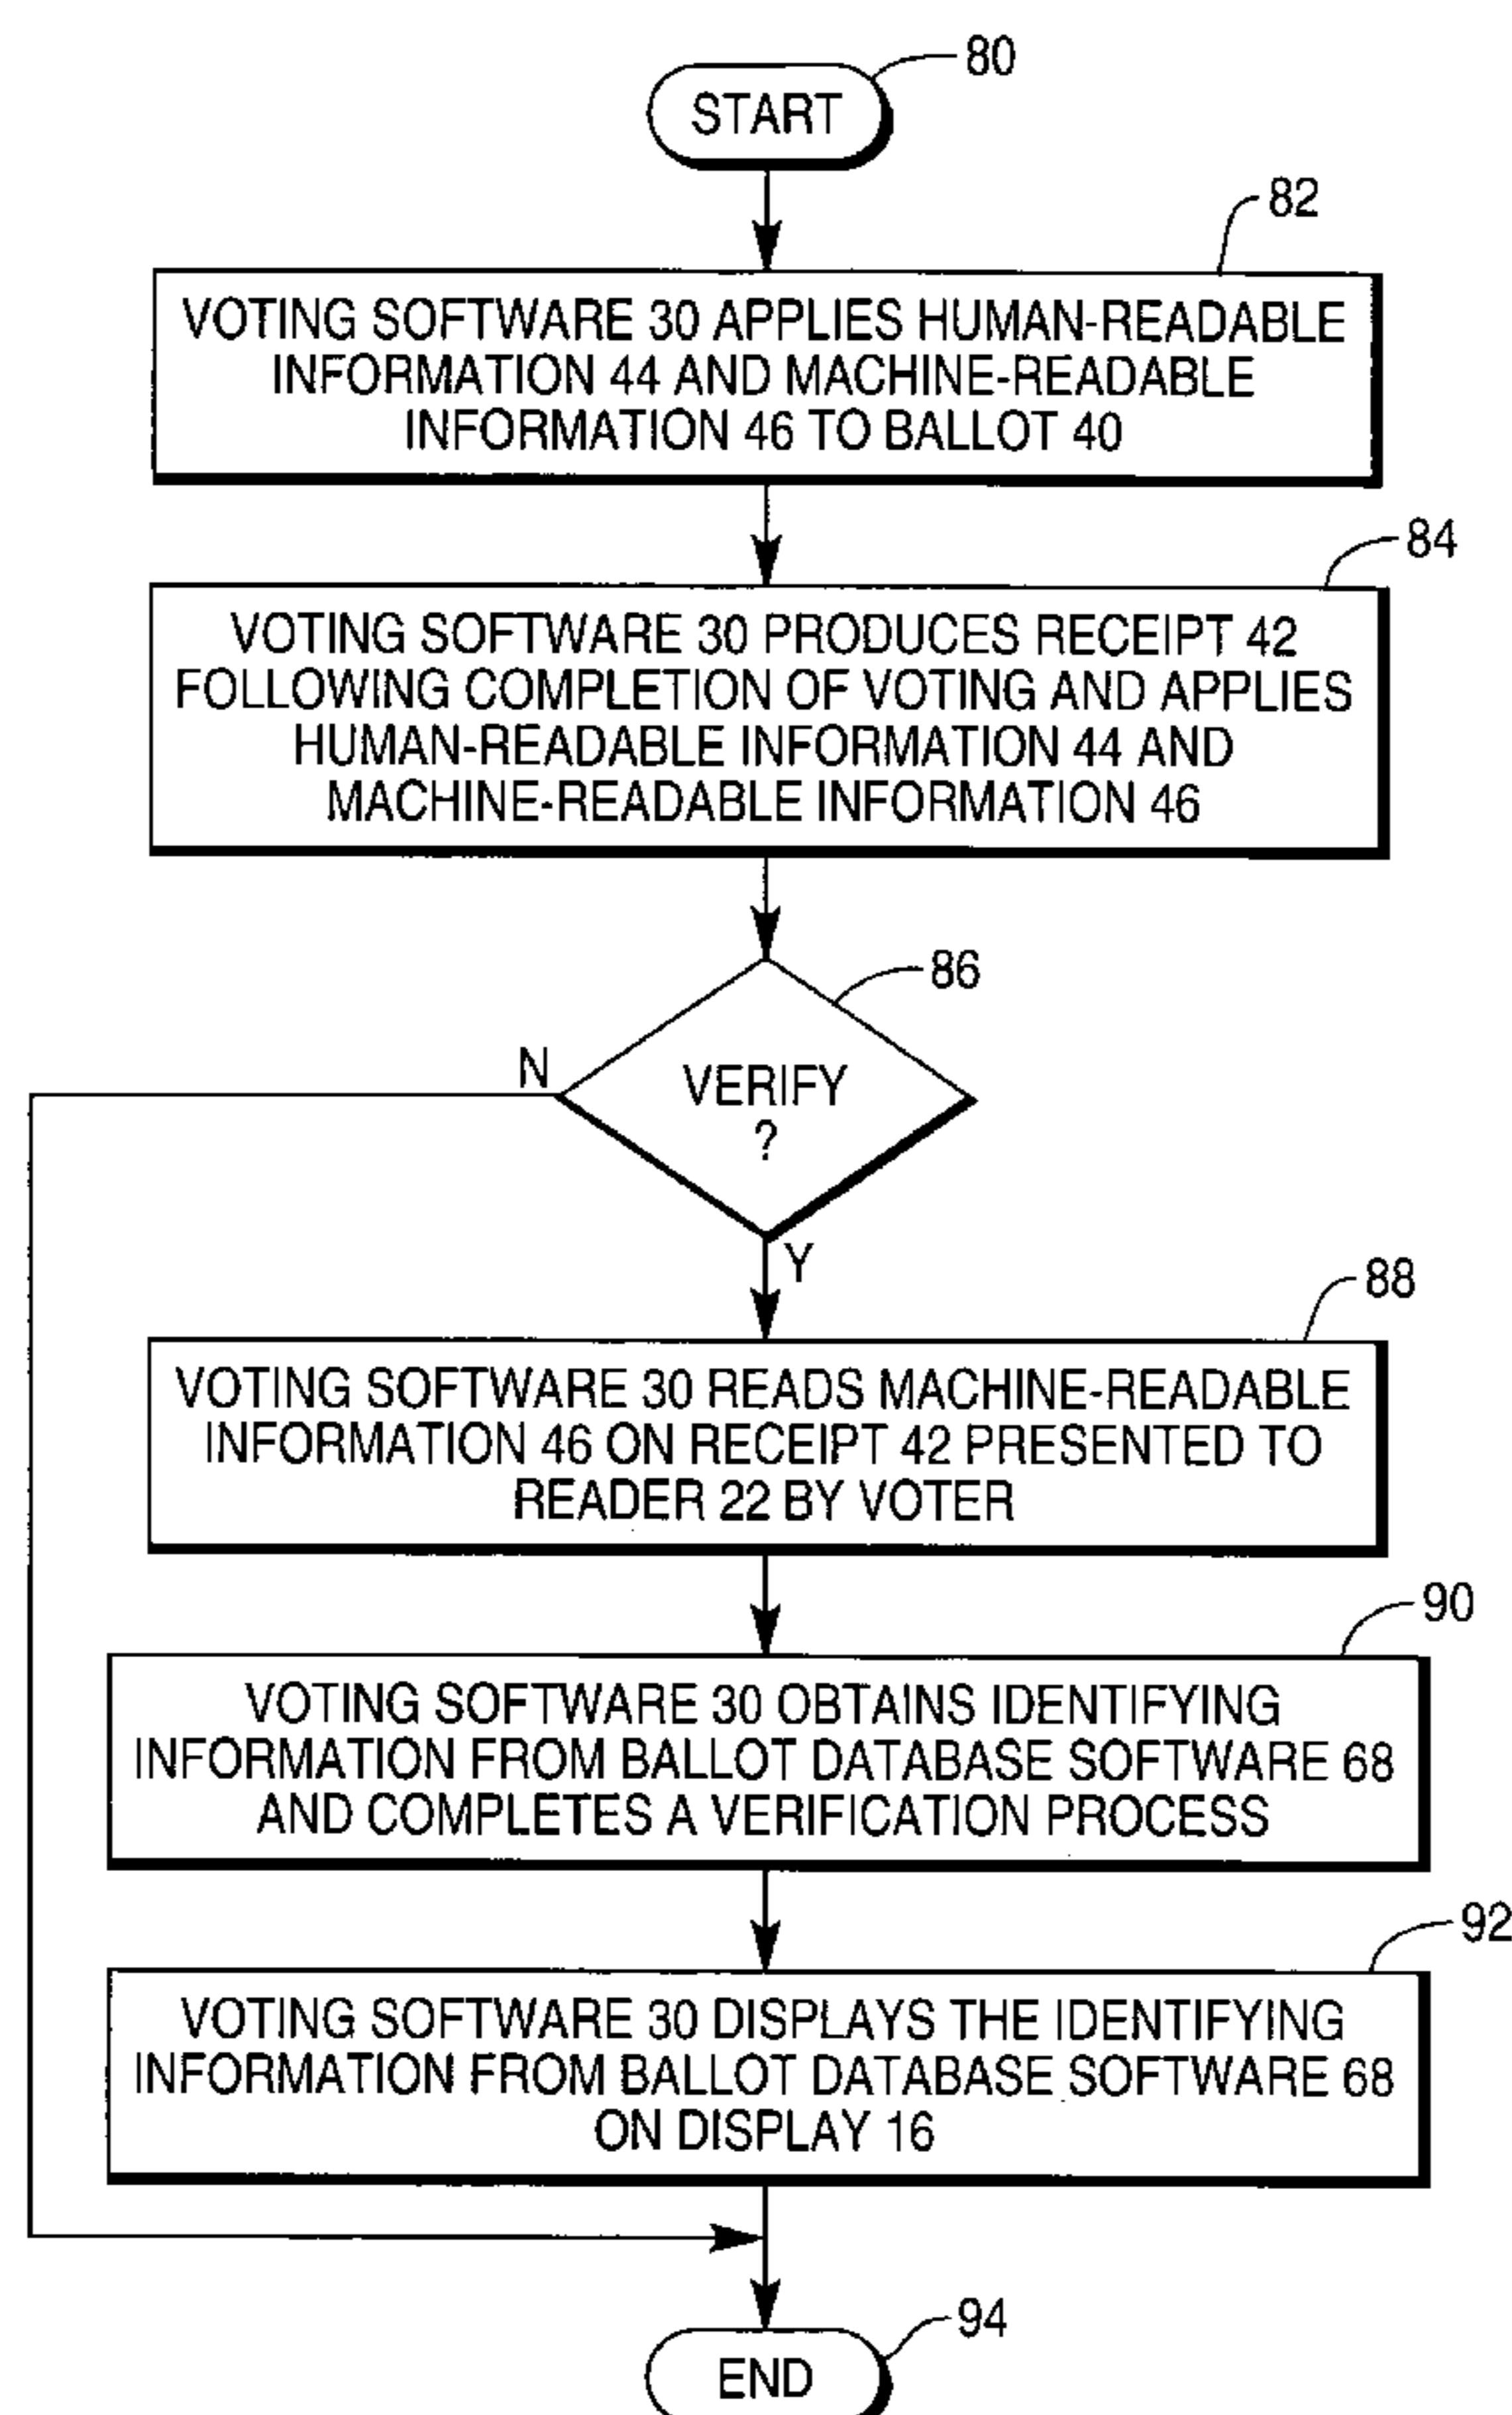 80
START
82
VOTING SOFTWARE 30 APPLIES HUMAN-READABLE
INFORMATION 44 AND MACHINE-READABLE
INFORMATION 46 TO BALLOT 40
84
VOTING SOFTWARE 30 PRODUCES RECEIPT 42
FOLLOWING COMPLETION OF VOTING AND APPLIES
HUMAN-READABLE INFORMATION 44 AND
MACHINE-READABLE INFORMATION 46
86
N
VERIFY
?
Y
88
VOTING SOFTWARE 30 READS MACHINE-READABLE
INFORMATION 46 ON RECEIPT 42 PRESENTED TO
READER 22 BY VOTER
90
VOTING SOFTWARE 30 OBTAINS IDENTIFYING
INFORMATION FROM BALLOT DATABASE SOFTWARE 68
AND COMPLETES A VERIFICATION PROCESS
92
VOTING SOFTWARE 30 DISPLAYS THE IDENTIFYING
INFORMATION FROM BALLOT DATABASE SOFTWARE 68
ON DISPLAY 16
94
END